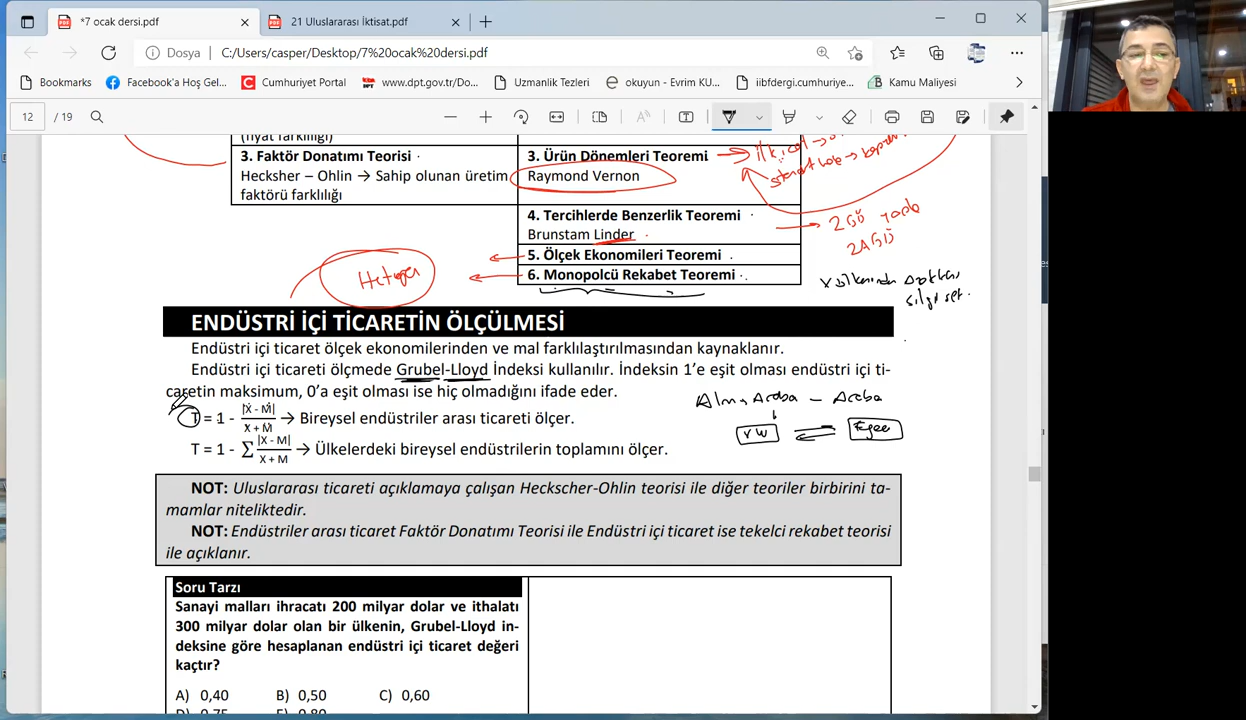 *7 ocak dersi.pdf
21 Uluslararası İktisat.pdf
Dosya
C:/Users/casper/Desktop/7%20ocak%20dersi.pdf
Bookmarks
Facebook'a Hoş Gel...
Cumhuriyet Portal
www.dpt.gov.tr/Do...
Uzmanlik Tezleri
okuyun - Evrim KU...
iibfdergi.cumhuriye...
Kamu Maliyesi
12 / 19
(fiyat farklılığı)
3. Faktör Donatımı Teorisi
Hecksher – Ohlin → Sahip olunan üretim
faktörü farklılığı
3. Ürün Dönemleri Teoremi
Raymond Vernon
4. Tercihlerde Benzerlik Teoremi
Brunstam Linder
5. Ölçek Ekonomileri Teoremi
6. Monopolcü Rekabet Teoremi
ENDÜSTRİ İÇİ TİCARETİN ÖLÇÜLMESİ
Endüstri içi ticaret ölçek ekonomilerinden ve mal farklılaştırılmasından kaynaklanır.
Endüstri içi ticareti ölçmede Grubel-Lloyd İndeksi kullanılır. İndeksin 1'e eşit olması endüstri içi ti-
caretin maksimum, 0'a eşit olması ise hiç olmadığını ifade eder.
Araba – Araba
VW
T = 1 - |X - M| / X + M → Bireysel endüstriler arası ticareti ölçer.
T = 1 - ∑ |X - M| / X + M → Ülkelerdeki bireysel endüstrilerin toplamını ölçer.
NOT: Uluslararası ticareti açıklamaya çalışan Heckscher-Ohlin teorisi ile diğer teoriler birbirini ta-
mamlar niteliktedir.
NOT: Endüstriler arası ticaret Faktör Donatımı Teorisi ile Endüstri içi ticaret ise tekelci rekabet teorisi
ile açıklanır.
Soru Tarzı
Sanayi malları ihracatı 200 milyar dolar ve ithalatı
300 milyar dolar olan bir ülkenin, Grubel-Lloyd in-
deksine göre hesaplanan endüstri içi ticaret değeri
kaçtır?
A) 0,40 B) 0,50 C) 0,60
D) 0,75 E) 0,80